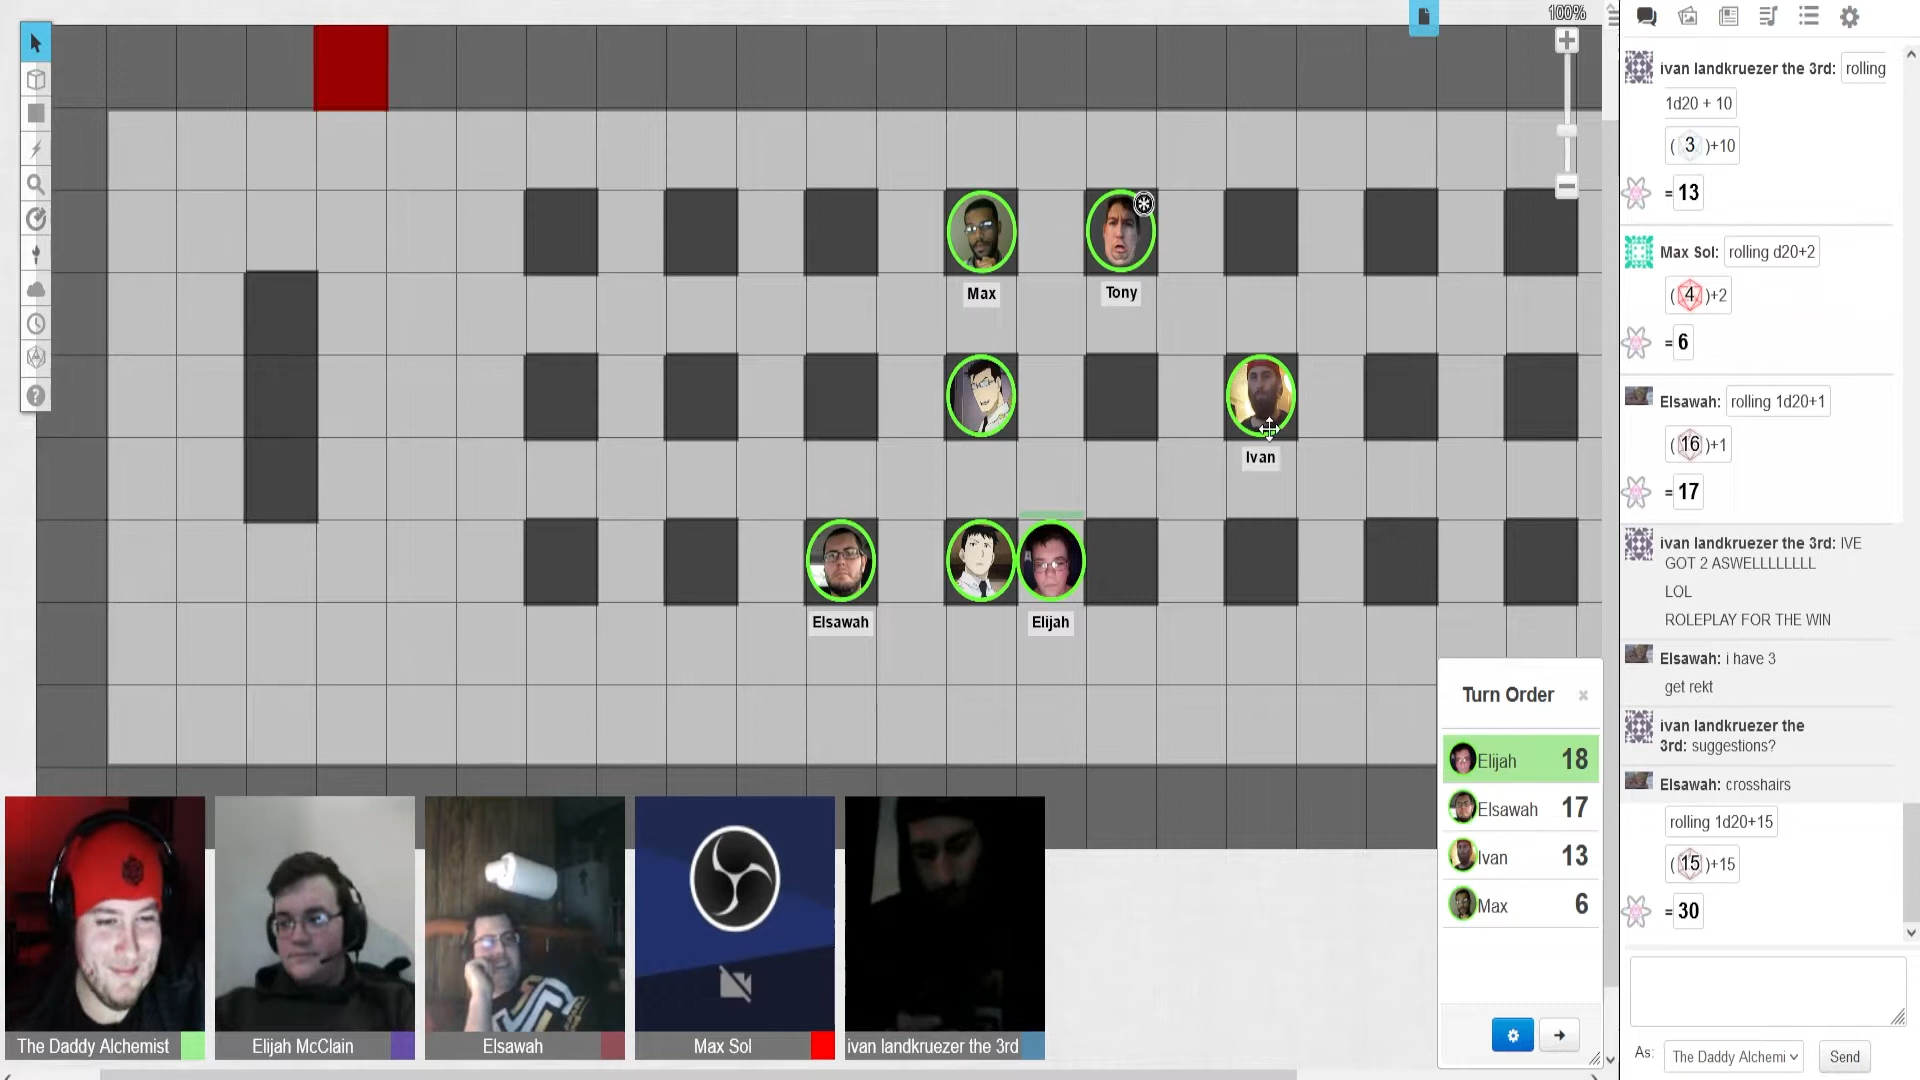 100%
ivan landkruezer the 3rd: rolling
1d20 + 10
(3)+10
=13
Max Sol: rolling d20+2
(4)+2
=6
Elsawah: rolling 1d20+1
(16)+1
=17
ivan landkruezer the 3rd: IVE
GOT 2 ASWELLLLLLLL
LOL
ROLEPLAY FOR THE WIN
Elsawah: i have 3
get rekt
ivan landkruezer the
3rd: suggestions?
Elsawah: crosshairs
rolling 1d20+15
(15)+15
=30
As: The Daddy Alchemi
Send
Max
Tony
Ivan
Elsawah
Elijah
Turn Order ×
Elijah 18
Elsawah 17
Ivan 13
Max 6
The Daddy Alchemist
Elijah McClain
Elsawah
Max Sol
ivan landkruezer the 3rd